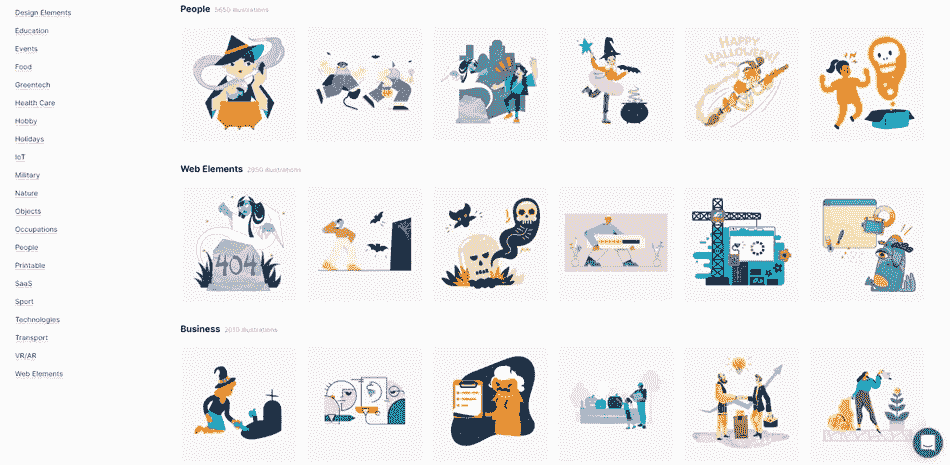 Design Elements
Education
Events
Food
Greentech
Health Care
Hobby
Holidays
IoT
Military
Nature
Objects
Occupations
People
Printable
SaaS
Sport
Technologies
Transport
VR/AR
Web Elements
People 5650 illustrations
HAPPY
HALLOWEEN!
Web Elements 2950 illustrations
404
Business 2010 illustrations